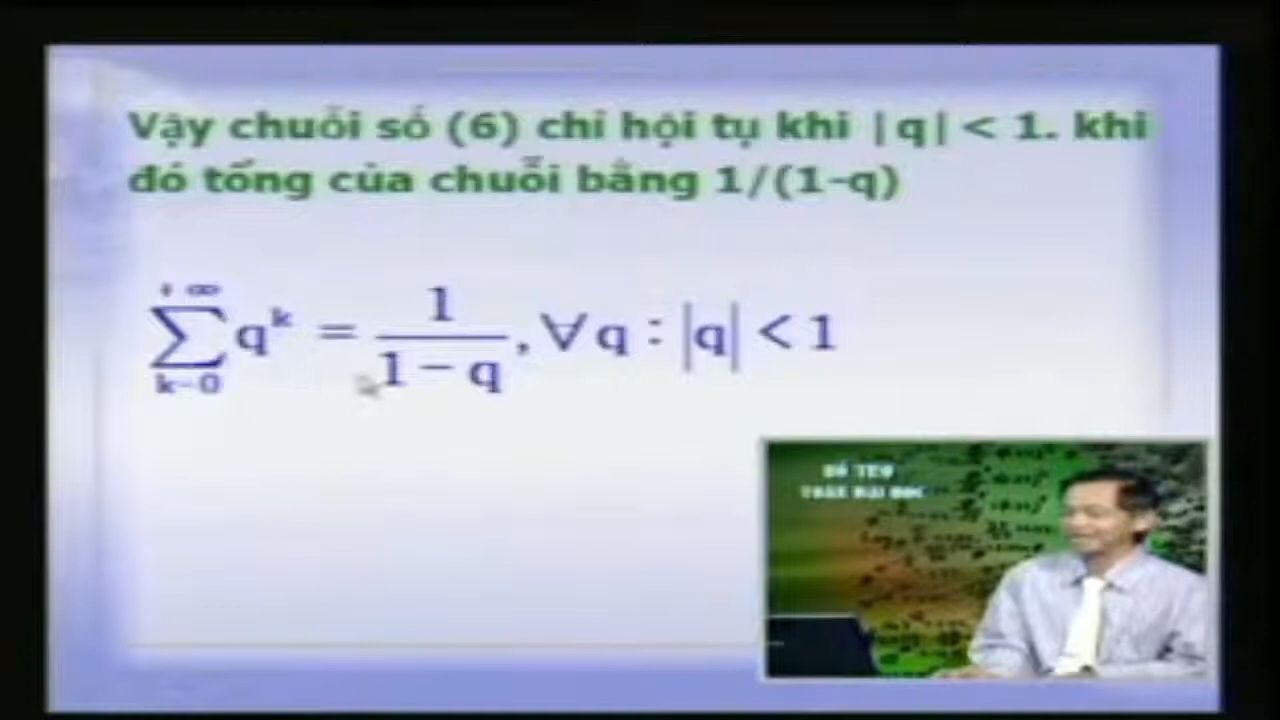 Vậy chuỗi số (6) chỉ hội tụ khi |q| < 1. khi
đó tổng của chuỗi bằng 1/(1-q)
+∞
∑ q^k = 1/(1 − q), ∀q : |q| < 1
k=0